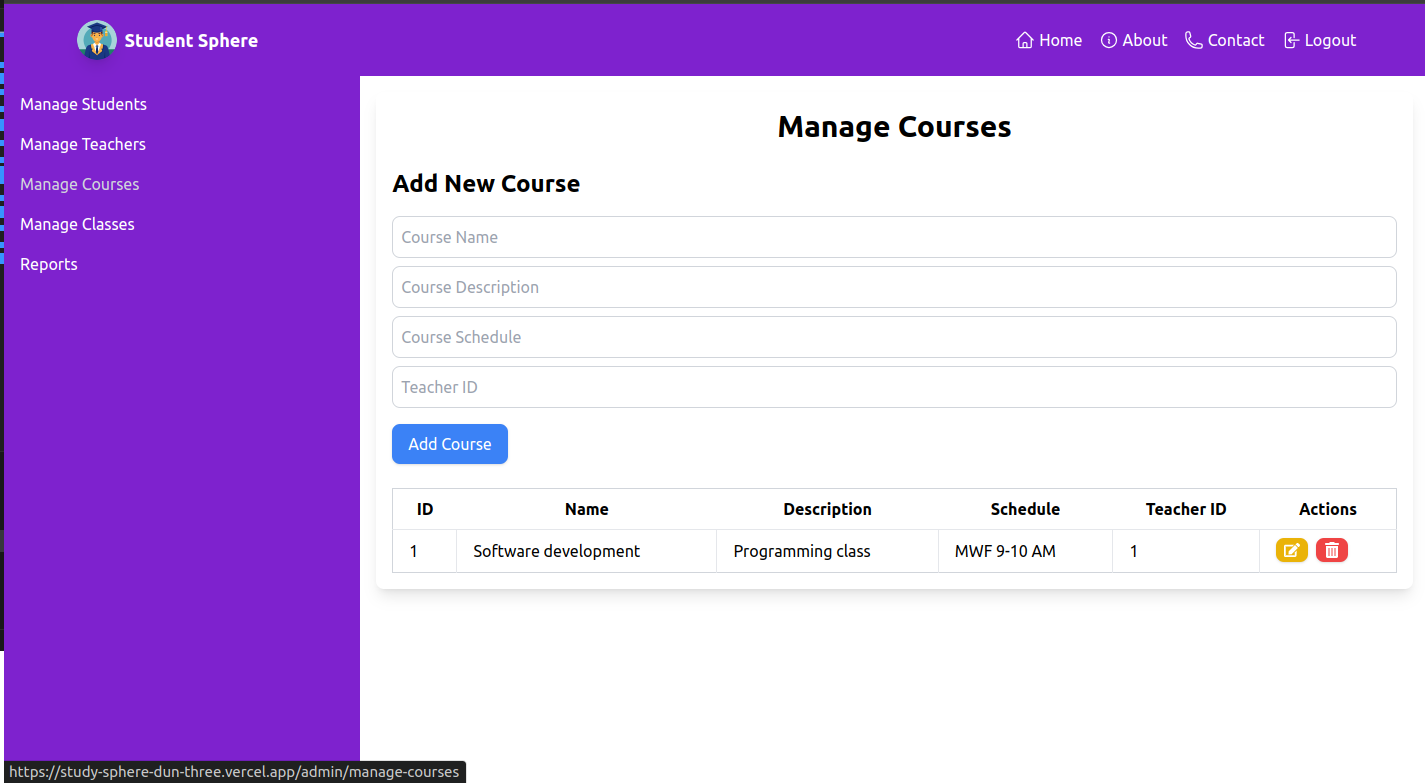 Student Sphere
Home About Contact Logout
Manage Students
Manage Teachers
Manage Courses
Manage Classes
Reports
Manage Courses
Add New Course
Course Name
Course Description
Course Schedule
Teacher ID
Add Course
ID Name Description Schedule Teacher ID Actions
1 Software development Programming class MWF 9-10 AM 1
https://study-sphere-dun-three.vercel.app/admin/manage-courses